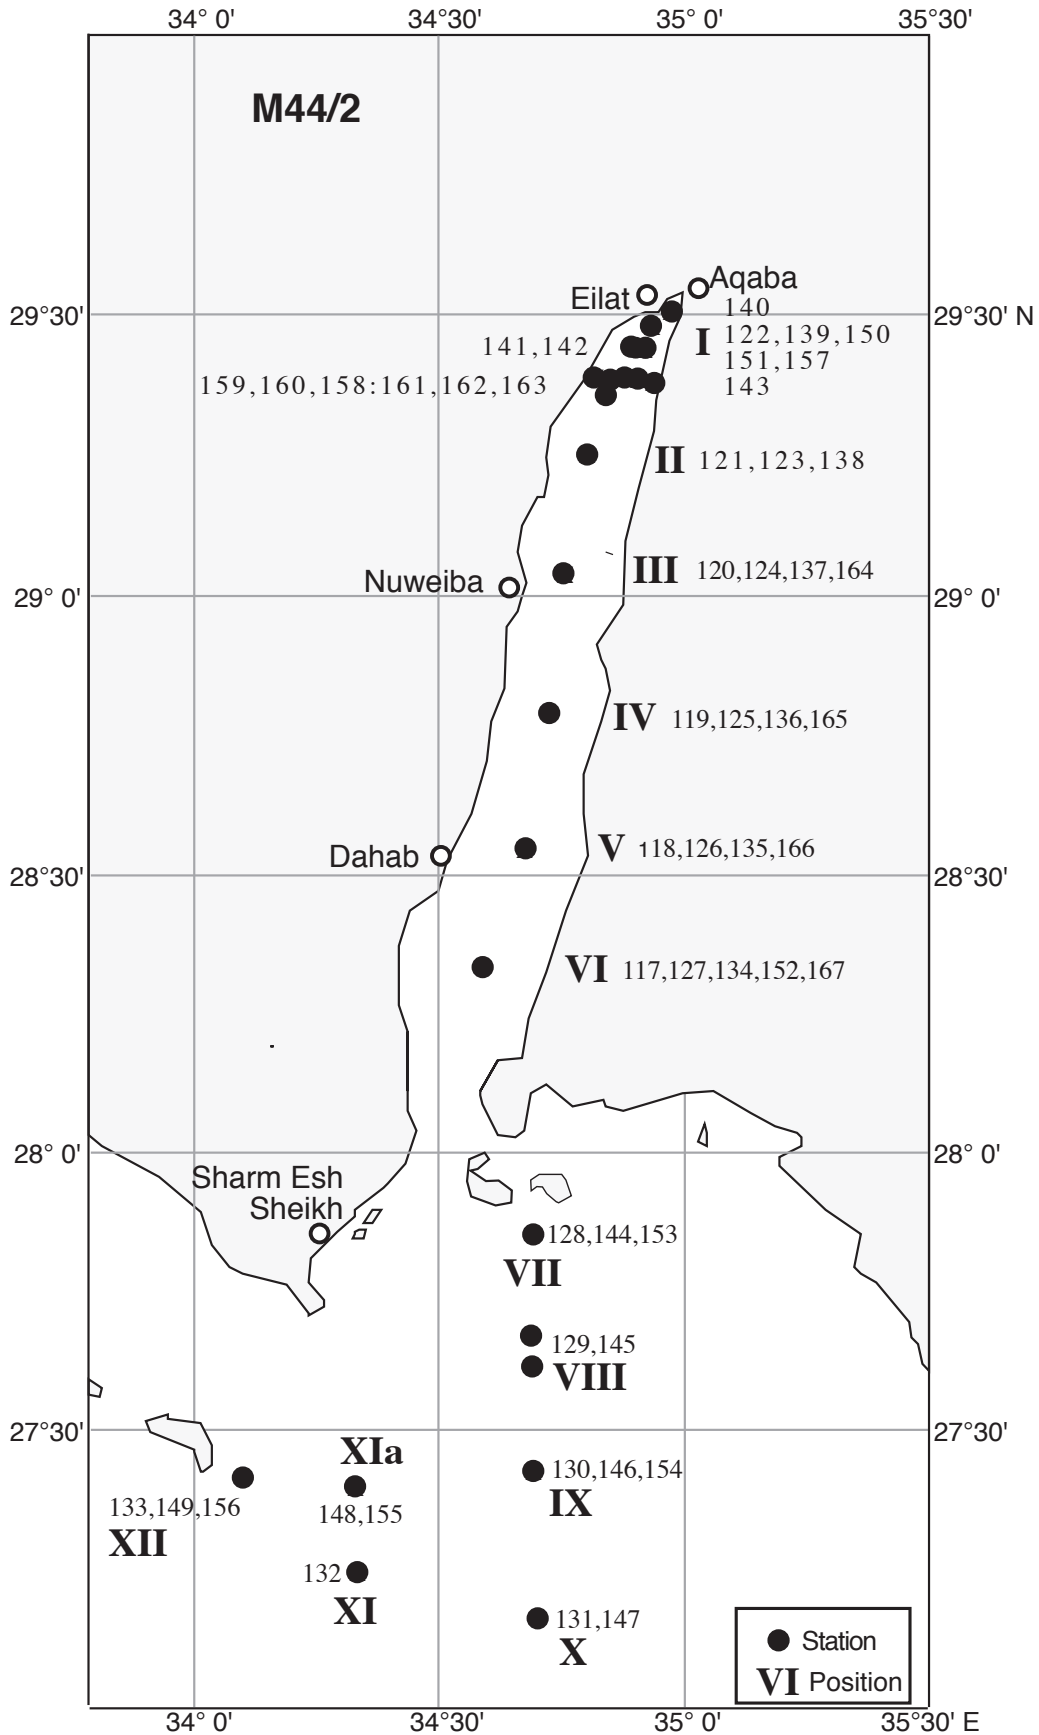 34° 0'
34°30'
35° 0'
35°30'
M44/2
Aqaba
Eilat
140
29°30'
29°30' N
I
122,139,150
141,142
151,157
159,160,158:161,162,163
143
II 121,123,138
III 120,124,137,164
Nuweiba
29° 0'
29° 0'
IV 119,125,136,165
V 118,126,135,166
Dahab
28°30'
28°30'
VI 117,127,134,152,167
28° 0'
28° 0'
Sharm Esh
Sheikh
128,144,153
VII
129,145
VIII
27°30'
27°30'
XIa
130,146,154
IX
133,149,156
148,155
XII
132
XI
131,147
X
Station
VI Position
34° 0'
34°30'
35° 0'
35°30' E